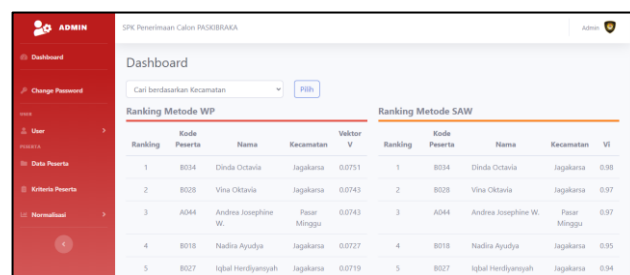 ADMIN
SPK Penerimaan Calon PASKIBRAKA
Admin
Dashboard
Change Password
USER
User
PESERTA
Data Peserta
Kriteria Peserta
Normalisasi
Dashboard
Cari berdasarkan Kecamatan
Pilih
Ranking Metode WP
Ranking Kode Peserta Nama Kecamatan Vektor V
1 B034 Dinda Octavia Jagakarsa 0.0751
2 B028 Vina Oktavia Jagakarsa 0.0743
3 A044 Andrea Josephine W. Pasar Minggu 0.0743
4 B018 Nadira Ayudya Jagakarsa 0.0727
5 B027 Iqbal Herdiyansyah Jagakarsa 0.0719
Ranking Metode SAW
Ranking Kode Peserta Nama Kecamatan Vi
1 B034 Dinda Octavia Jagakarsa 0.98
2 B028 Vina Oktavia Jagakarsa 0.97
3 A044 Andrea Josephine W. Pasar Minggu 0.97
4 B018 Nadira Ayudya Jagakarsa 0.95
5 B027 Iqbal Herdiyansyah Jagakarsa 0.94